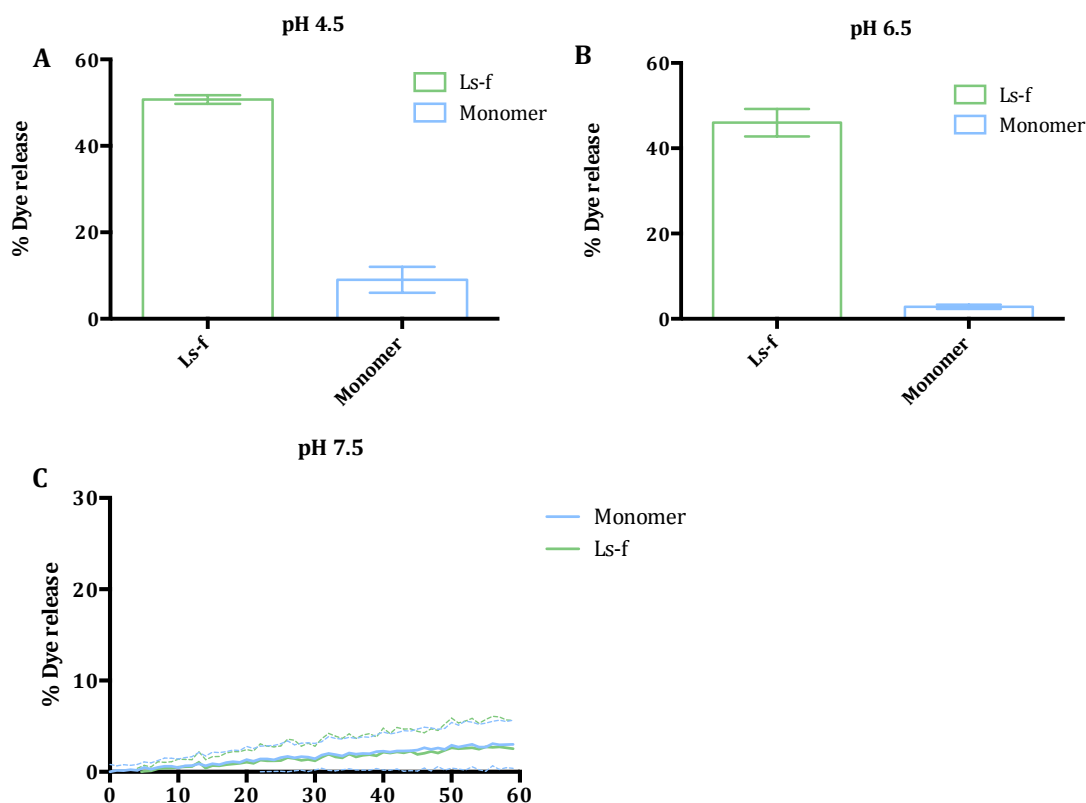 pH 4.5
A
% Dye release
60
40
20
0
Ls-f
Monomer
Ls-f
Monomer
pH 6.5
B
% Dye release
60
40
20
0
Ls-f
Monomer
Ls-f
Monomer
pH 7.5
C
% Dye release
30
20
10
0
0 10 20 30 40 50 60
Monomer
Ls-f